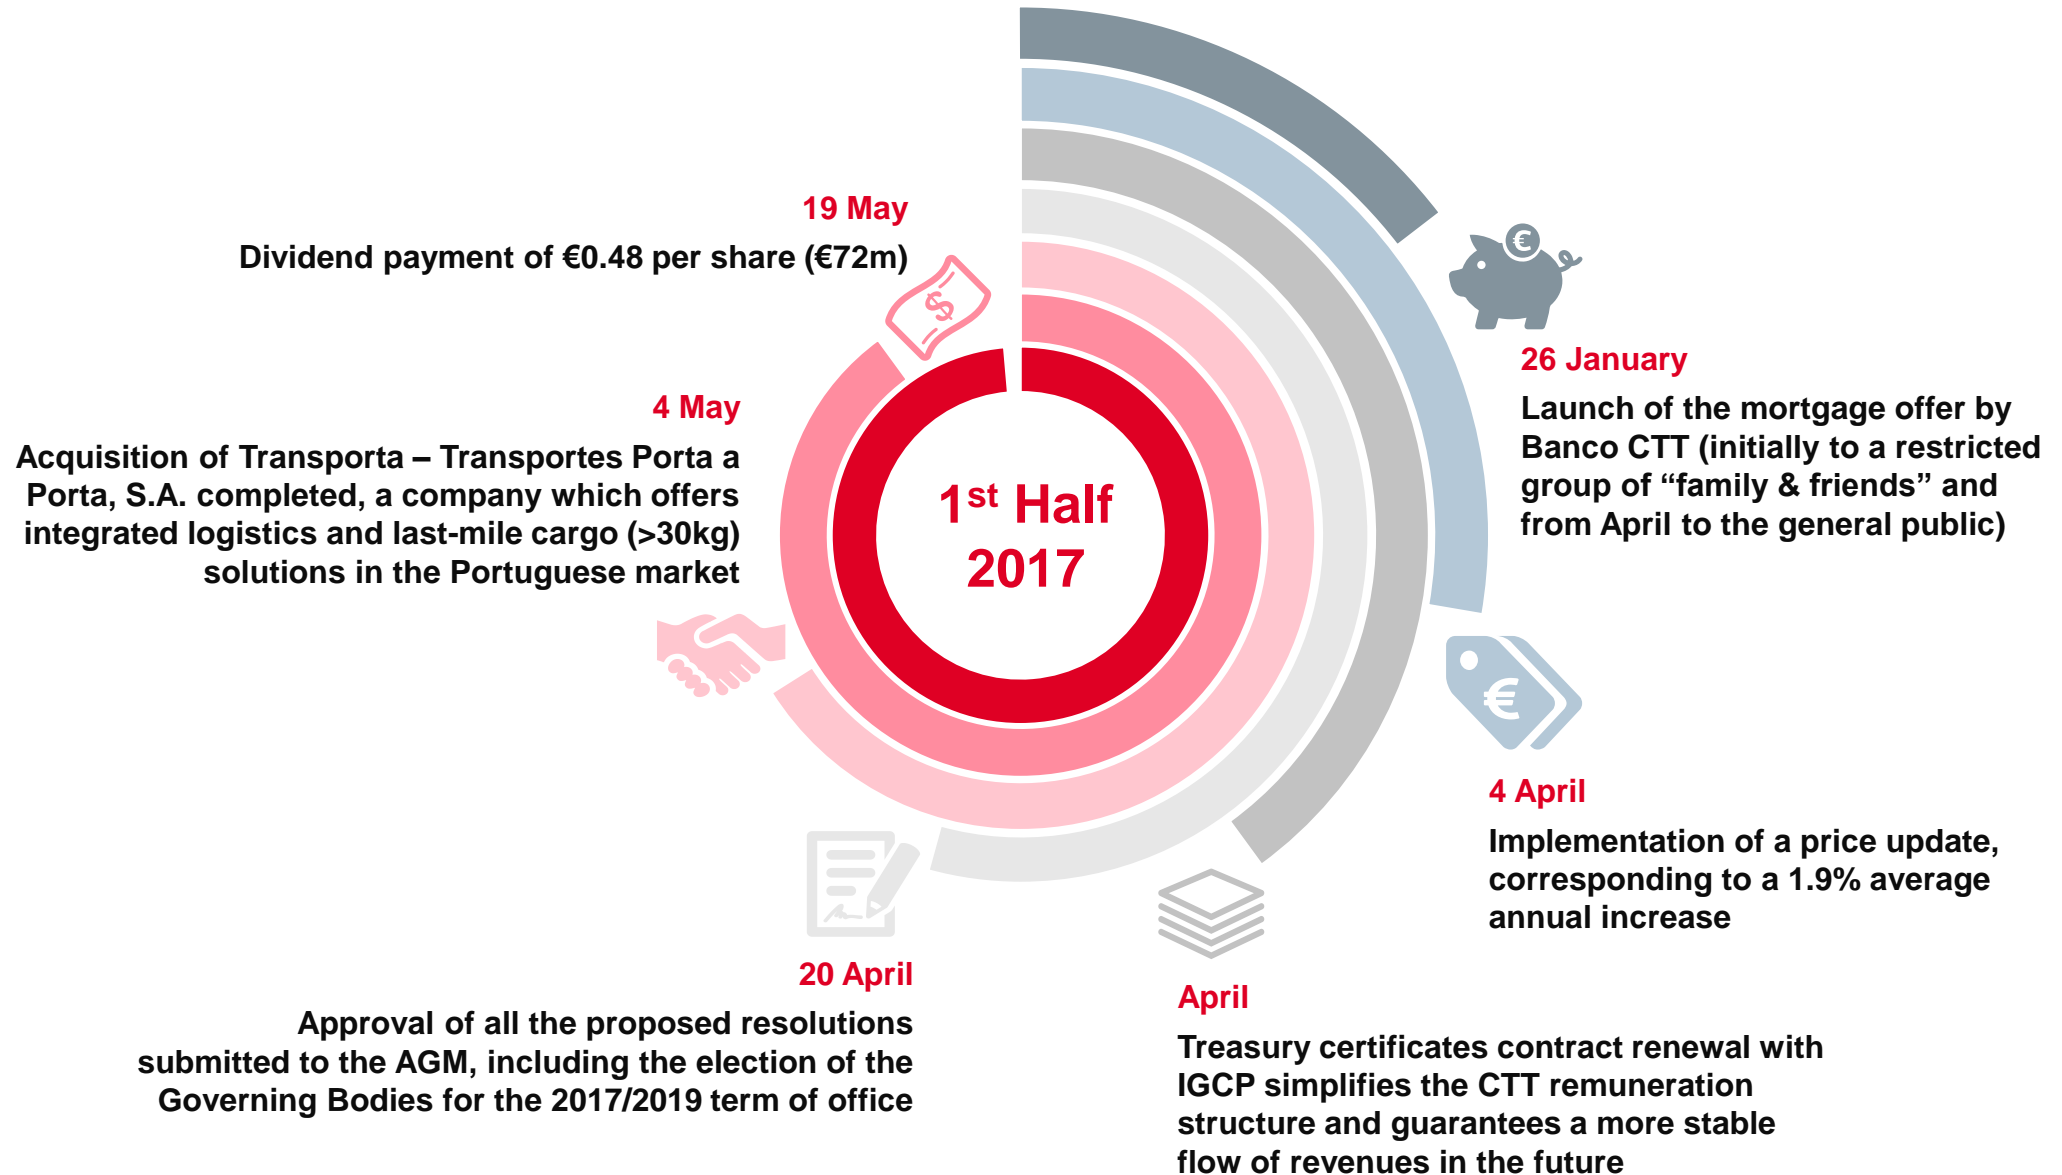 1st Half
2017
26 January
Launch of the mortgage offer by
Banco CTT (initially to a restricted
group of “family & friends” and
from April to the general public)
4 April
Implementation of a price update,
corresponding to a 1.9% average
annual increase
April
Treasury certificates contract renewal with
IGCP simplifies the CTT remuneration
structure and guarantees a more stable
flow of revenues in the future
20 April
Approval of all the proposed resolutions
submitted to the AGM, including the election of the
Governing Bodies for the 2017/2019 term of office
4 May
Acquisition of Transporta – Transportes Porta a
Porta, S.A. completed, a company which offers
integrated logistics and last-mile cargo (>30kg)
solutions in the Portuguese market
19 May
Dividend payment of €0.48 per share (€72m)
€
€
$